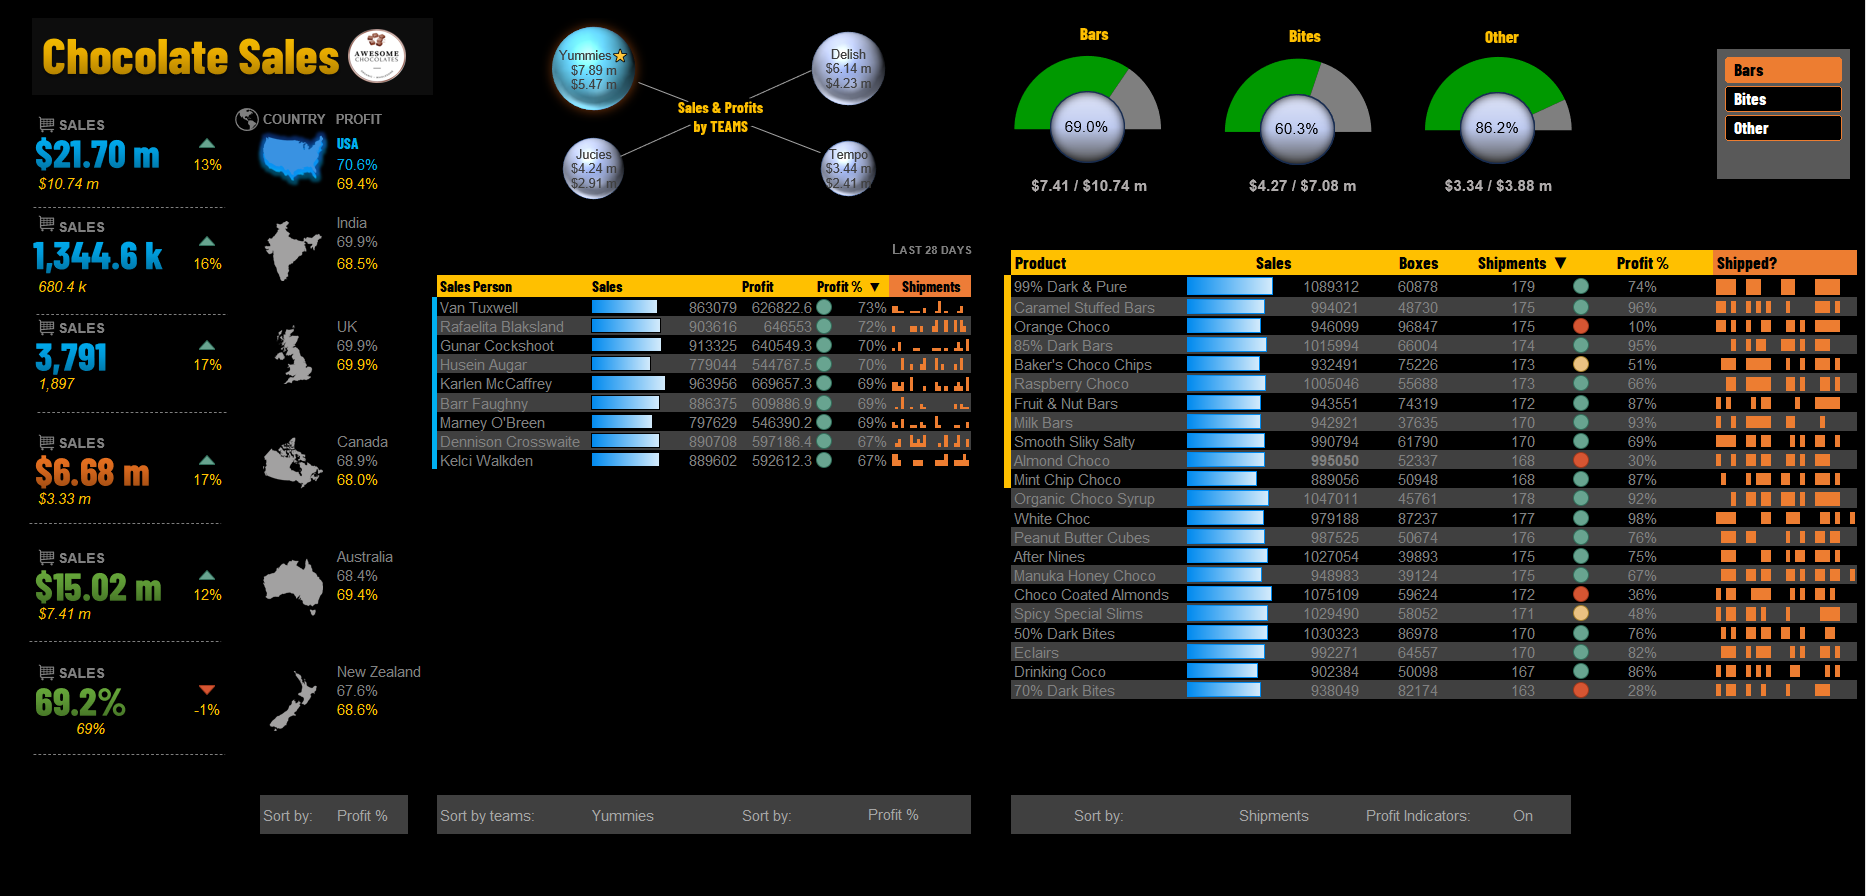 Chocolate Sales
AWESOME
CHOCOLATES
SALES
$21.70 m
13%
$10.74 m
SALES
1,344.6 k
16%
680.4 k
SALES
3,791
17%
1,897
SALES
$6.68 m
17%
$3.33 m
SALES
$15.02 m
12%
$7.41 m
SALES
69.2%
-1%
69%
COUNTRY PROFIT
USA
70.6%
69.4%
India
69.9%
68.5%
UK
69.9%
69.9%
Canada
68.9%
68.0%
Australia
68.4%
69.4%
New Zealand
67.6%
68.6%
Sort by: Profit %
Yummies
$7.89 m
$5.47 m
Delish
$6.14 m
$4.23 m
Sales & Profits
by TEAMS
Jucies
$4.24 m
$2.91 m
Tempo
$3.44 m
$2.41 m
LAST 28 DAYS
Sales Person Sales Profit Profit % ▼ Shipments
Van Tuxwell 863079 626822.6 73%
Rafaelita Blaksland 903616 646553 72%
Gunar Cockshoot 913325 640549.3 70%
Husein Augar 779044 544767.5 70%
Karlen McCaffrey 963956 669657.3 69%
Barr Faughny 886375 609886.9 69%
Marney O'Breen 797629 546390.2 69%
Dennison Crosswaite 890708 597186.4 67%
Kelci Walkden 889602 592612.3 67%
Sort by teams: Yummies Sort by: Profit %
Bars
69.0%
$7.41 / $10.74 m
Bites
60.3%
$4.27 / $7.08 m
Other
86.2%
$3.34 / $3.88 m
Bars
Bites
Other
Product Sales Boxes Shipments ▼ Profit % Shipped?
99% Dark & Pure 1089312 60878 179 74%
Caramel Stuffed Bars 994021 48730 175 96%
Orange Choco 946099 96847 175 10%
85% Dark Bars 1015994 66004 174 95%
Baker's Choco Chips 932491 75226 173 51%
Raspberry Choco 1005046 55688 173 66%
Fruit & Nut Bars 943551 74319 172 87%
Milk Bars 942921 37635 170 93%
Smooth Sliky Salty 990794 61790 170 69%
Almond Choco 995050 52337 168 30%
Mint Chip Choco 889056 50948 168 87%
Organic Choco Syrup 1047011 45761 178 92%
White Choc 979188 87237 177 98%
Peanut Butter Cubes 987525 50674 176 76%
After Nines 1027054 39893 175 75%
Manuka Honey Choco 948983 39124 175 67%
Choco Coated Almonds 1075109 59624 172 36%
Spicy Special Slims 1029490 58052 171 48%
50% Dark Bites 1030323 86978 170 76%
Eclairs 992271 64557 170 82%
Drinking Coco 902384 50098 167 86%
70% Dark Bites 938049 82174 163 28%
Sort by: Shipments Profit Indicators: On